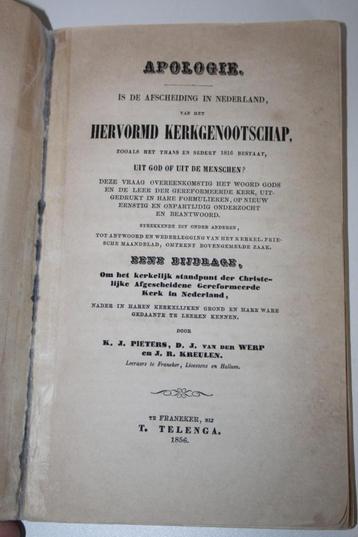 APOLOGIE.
IS DE AFSCHEIDING IN NEDERLAND,
VAN HET
HERVORMD KERKGENOOTSCHAP,
ZOOALS HET THANS EN SEDERT 1816 BESTAAT,
UIT GOD OF UIT DE MENSCHEN?
DEZE VRAAG OVEREENKOMSTIG HET WOORD GODS
EN DE LEER DER GEREFORMEERDE KERK, UIT-
GEDRUKT IN HARE FORMULIEREN, OP NIEUW
EENSTIG EN ONPARTIJDIG ONDERZOCHT
EN BEANTWOORD.
STREKKENDE DIT ONDER ANDEREN,
TOT ANTWOORD EN WEDERLEGGING VAN HET KERKEL. FRIE-
SCHE MAANDBLAD, OMTRENT BOVENGEMELDE ZAAK.
EENE BIJDRAGE,
Om het kerkelijk standpunt der Christe-
lijke Afgescheidene Gereformeerde
Kerk in Nederland,
NADER IN HAREN KERKELIJKEN GROND EN HARE WARE
GEDAANTE TE LEEREN KENNEN.
DOOR
K. J. PIETERS, D. J. VAN DER WERP
en J. R. KREULEN.
Leeraars te Franeker, Lioessens en Hallum.
TE FRANEKER, BIJ
T. TELENGA.
1856.